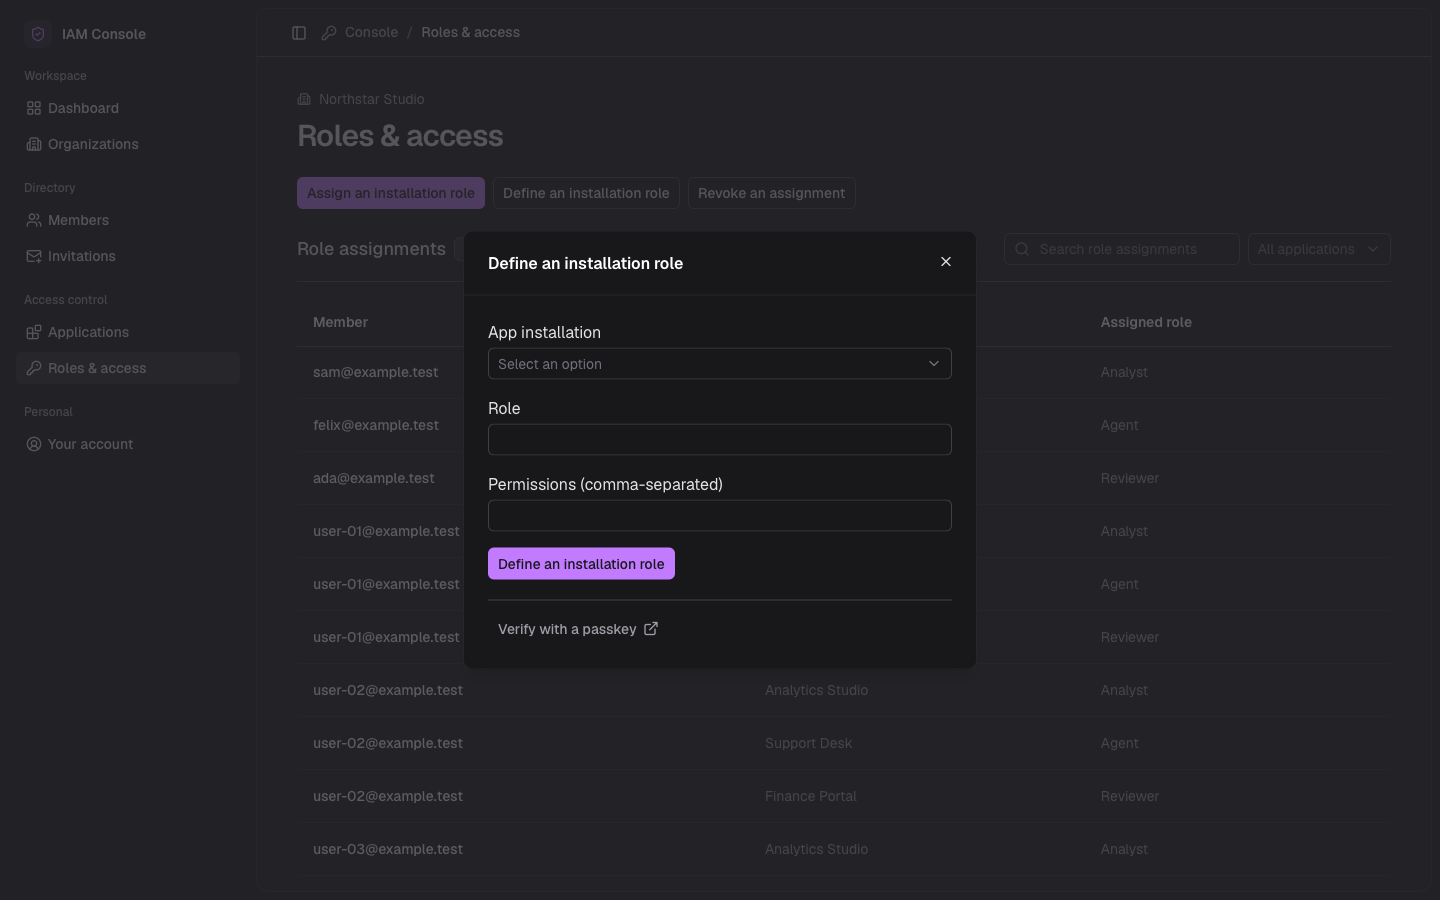 IAM Console
Console / Roles & access
Workspace
Dashboard
Organizations
Directory
Members
Invitations
Access control
Applications
Roles & access
Personal
Your account
Northstar Studio
Roles & access
Assign an installation role
Define an installation role
Revoke an assignment
Role assignments
Search role assignments
All applications
Member
Assigned role
sam@example.test
Analyst
felix@example.test
Agent
ada@example.test
Reviewer
user-01@example.test
Analyst
user-01@example.test
Agent
user-01@example.test
Reviewer
user-02@example.test
Analytics Studio
Analyst
user-02@example.test
Support Desk
Agent
user-02@example.test
Finance Portal
Reviewer
user-03@example.test
Analytics Studio
Analyst
Define an installation role
App installation
Select an option
Role
Permissions (comma-separated)
Define an installation role
Verify with a passkey